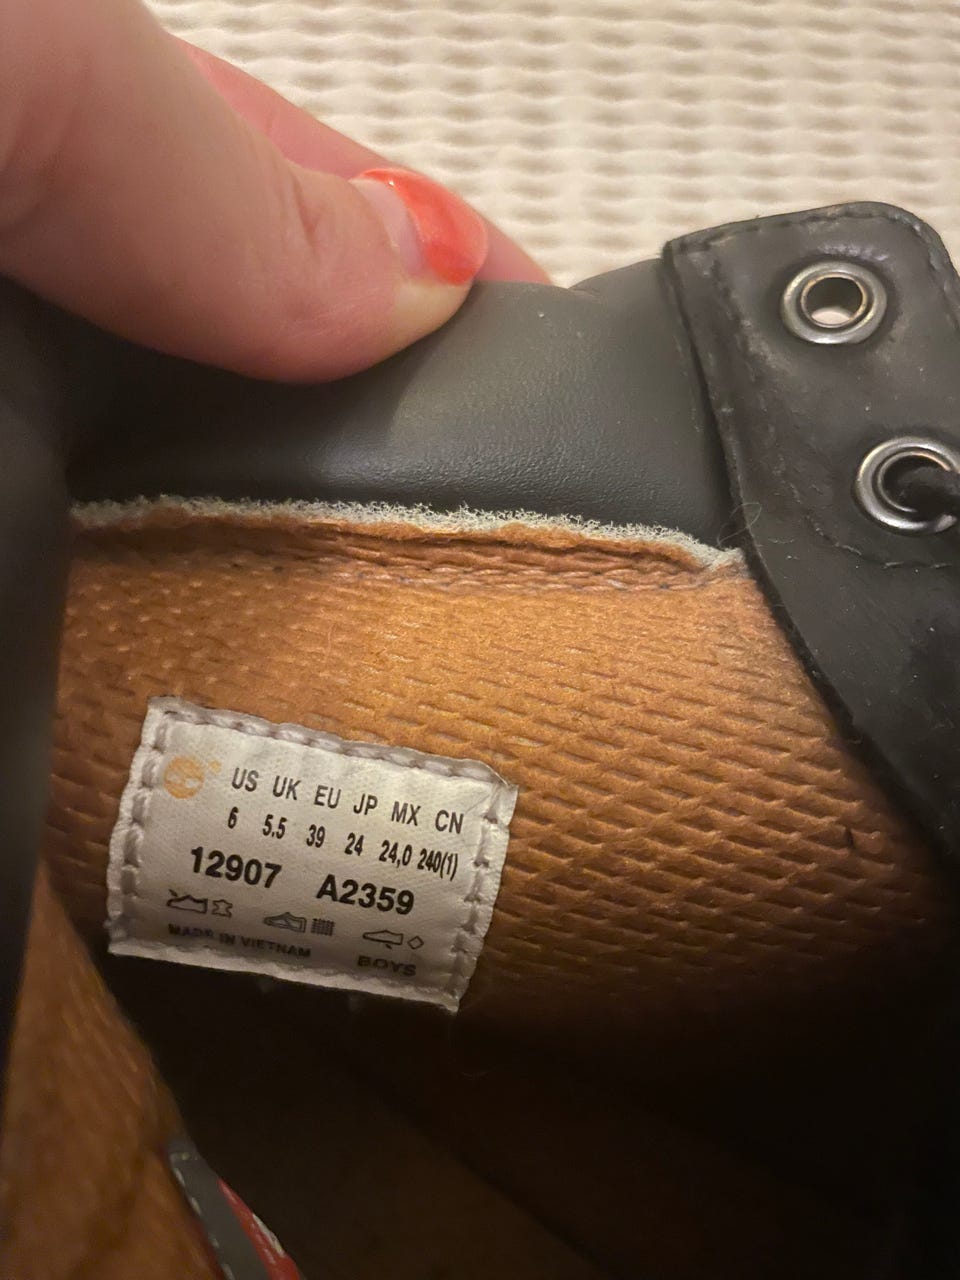 US UK EU JP MX CN
6 5,5 39 24 24,0 240(1)
12907 A2359
MADE IN VIETNAM BOYS